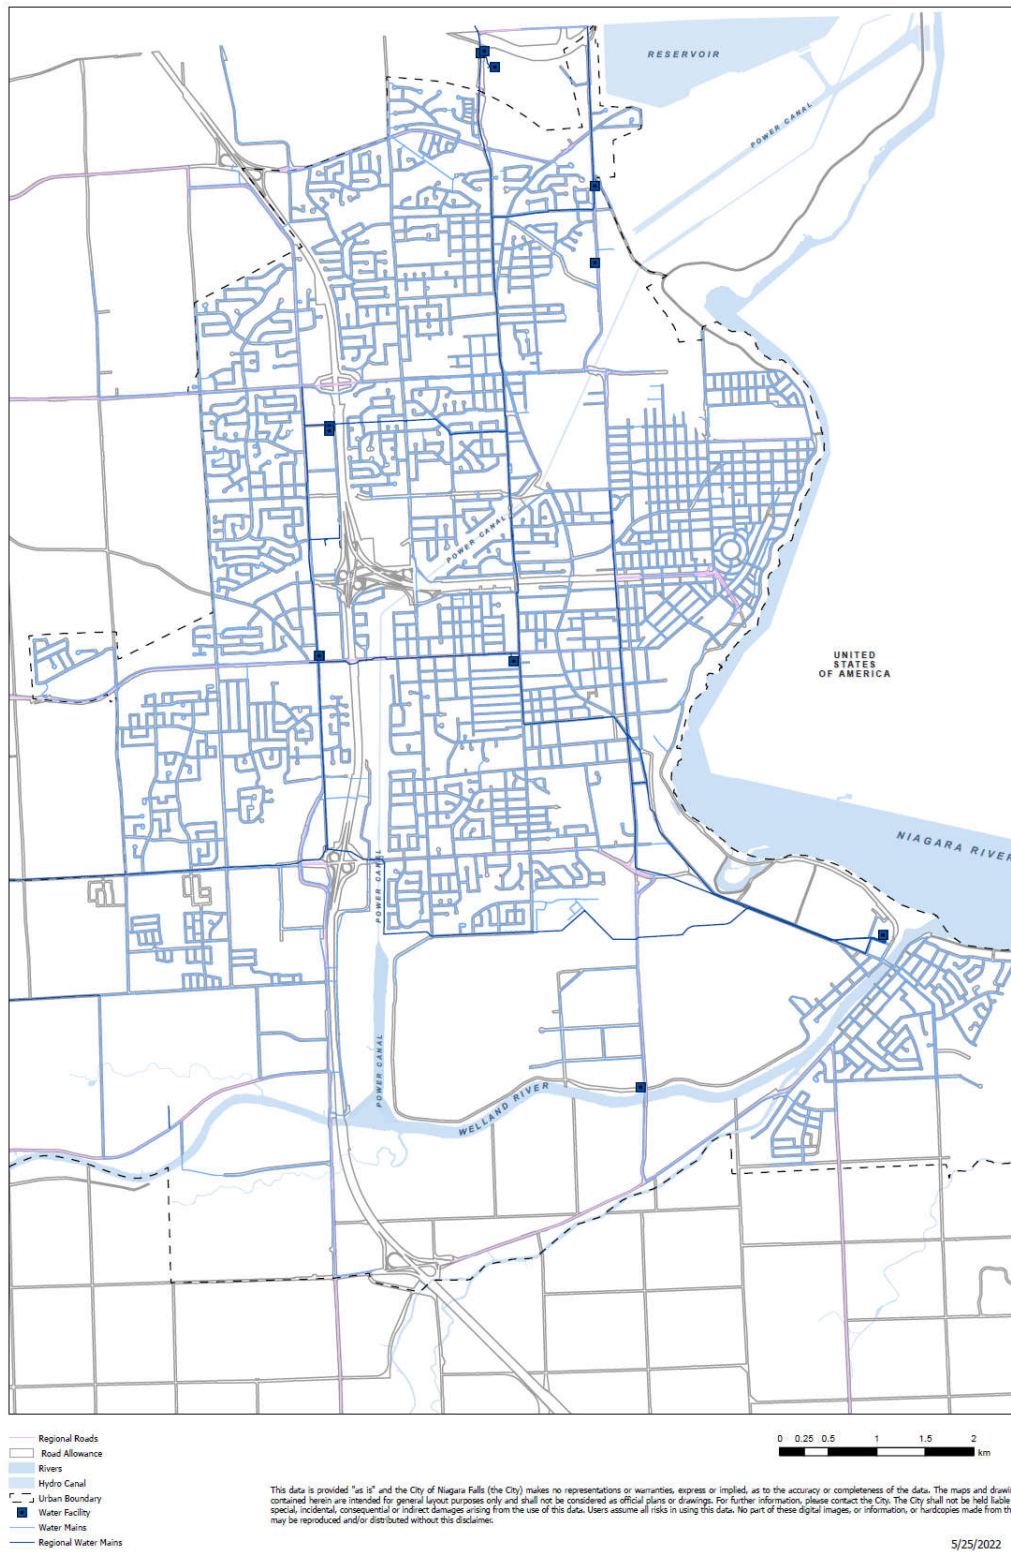 RESERVOIR
POWER CANAL
POWER CANAL
UNITED
STATES
OF AMERICA
NIAGARA RIVER
POWER CANAL
POWER CANAL
WELLAND RIVER
Regional Roads
Road Allowance
Rivers
Hydro Canal
Urban Boundary
Water Facility
Water Mains
Regional Water Mains
0 0.25 0.5 1 1.5 2
km
This data is provided "as is" and the City of Niagara Falls (the City) makes no representations or warranties, express or implied, as to the accuracy or completeness of the data. The maps and drawi
contained herein are intended for general layout purposes only and shall not be considered as official plans or drawings. For further information, please contact the City. The City shall not be held liable
special, incidental, consequential or indirect damages arising from the use of this data. Users assume all risks in using this data. No part of these digital images, or information, or hardcopies made from th
may be reproduced and/or distributed without this disclaimer.
5/25/2022